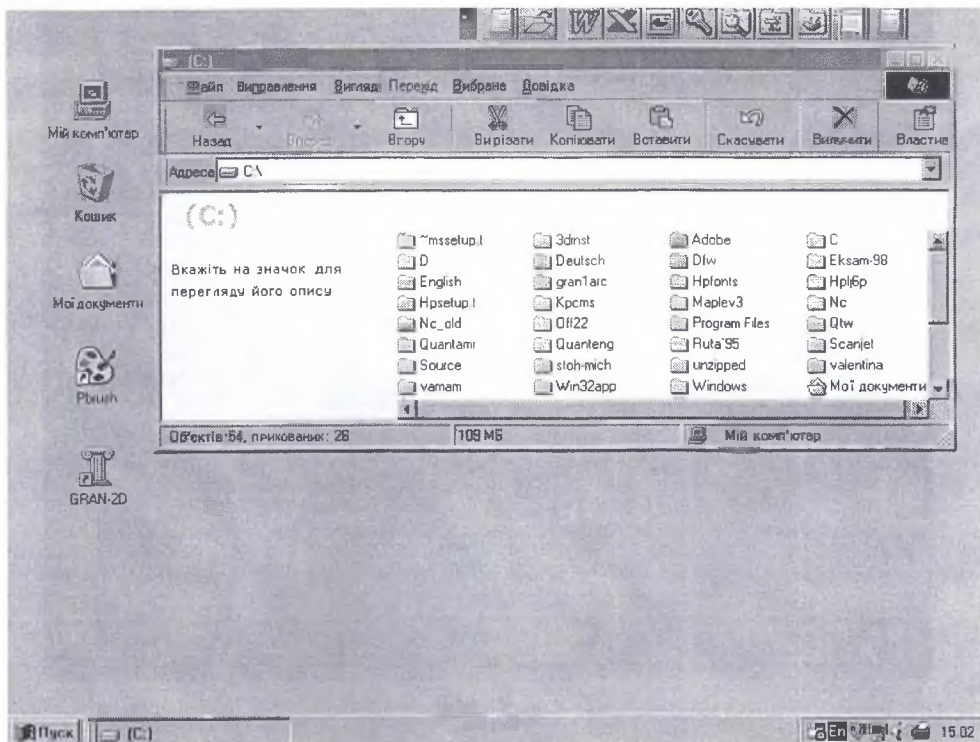 (C:)
Файл Виправлення Вигляд Перехід Вибране Довідка
Назад Вперед Вгору Вирізати Копіювати Вставити Скасувати Вилучити Властиве
Адреса C:\
Мій комп'ютер
Кошик
Мої документи
Pbrush
GRAN-2D
(C:)
Вкажіть на значок для
перегляду його опису
~mssetup.t 3dinst Adobe C
D Deutsch Dfw Eksam-98
English gran1arc Hpfonts Hplj6p
Hpsetup.t Kpcms Maplev3 Nc
Nc_old Off22 Program Files Qtw
Quantami Quanteng Ruta`95 Scanjet
Source stoh-mich unzipped valentina
vamam Win32app Windows Мої документи
Об'єктів: 54, прихованих: 26 109 МБ Мій комп'ютер
Пуск (C:) En 15:02